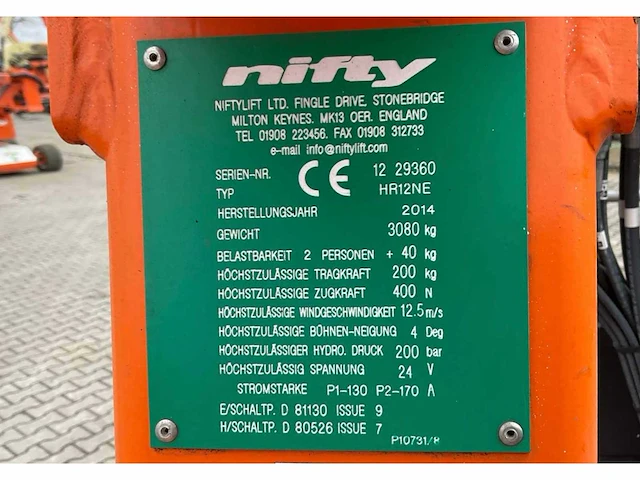 nifty
NIFTYLIFT LTD. FINGLE DRIVE. STONEBRIDGE
MILTON KEYNES. MK13 OER. ENGLAND
TEL 01908 223456. FAX 01908 312733
e-mail info@niftylift.com
SERIEN-NR. CE 12 29360
TYP HR12NE
HERSTELLUNGSJAHR 2014
GEWICHT 3080 kg
BELASTBARKEIT 2 PERSONEN + 40 kg
HÖCHSTZULÄSSIGE TRAGKRAFT 200 kg
HÖCHSTZULÄSSIGE ZUGKRAFT 400 N
HÖCHSTZULÄSSIGE WINDGESCHWINDIGKEIT 12.5 m/s
HÖCHSTZULÄSSIGE BÜHNEN-NEIGUNG 4 Deg
HÖCHSTZULÄSSIGER HYDRO. DRUCK 200 bar
HÖCHSTZULÄSSIG SPANNUNG 24 V
STROMSTARKE P1-130 P2-170 A
E/SCHALTP. D 81130 ISSUE 9
H/SCHALTP. D 80526 ISSUE 7
P10731/B